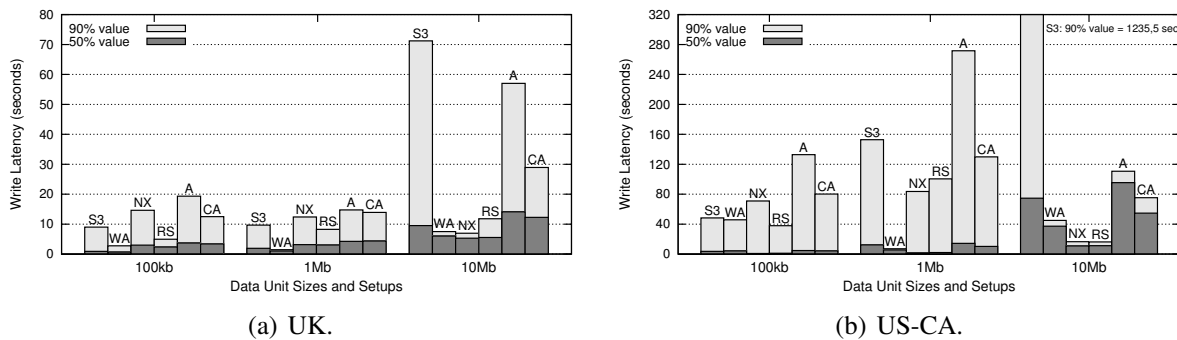 90% value
50% value
80
70
60
50
40
30
20
10
0
Write Latency (seconds)
S3
WA
NX
RS
A
CA
S3
WA
NX
RS
A
CA
S3
WA
NX
RS
A
CA
100kb
1Mb
10Mb
Data Unit Sizes and Setups
(a) UK.
90% value
50% value
S3: 90% value = 1235,5 sec
320
280
240
200
160
120
80
40
0
Write Latency (seconds)
S3
WA
NX
RS
A
CA
S3
WA
NX
RS
A
CA
WA
NX
RS
A
CA
100kb
1Mb
10Mb
Data Unit Sizes and Setups
(b) US-CA.